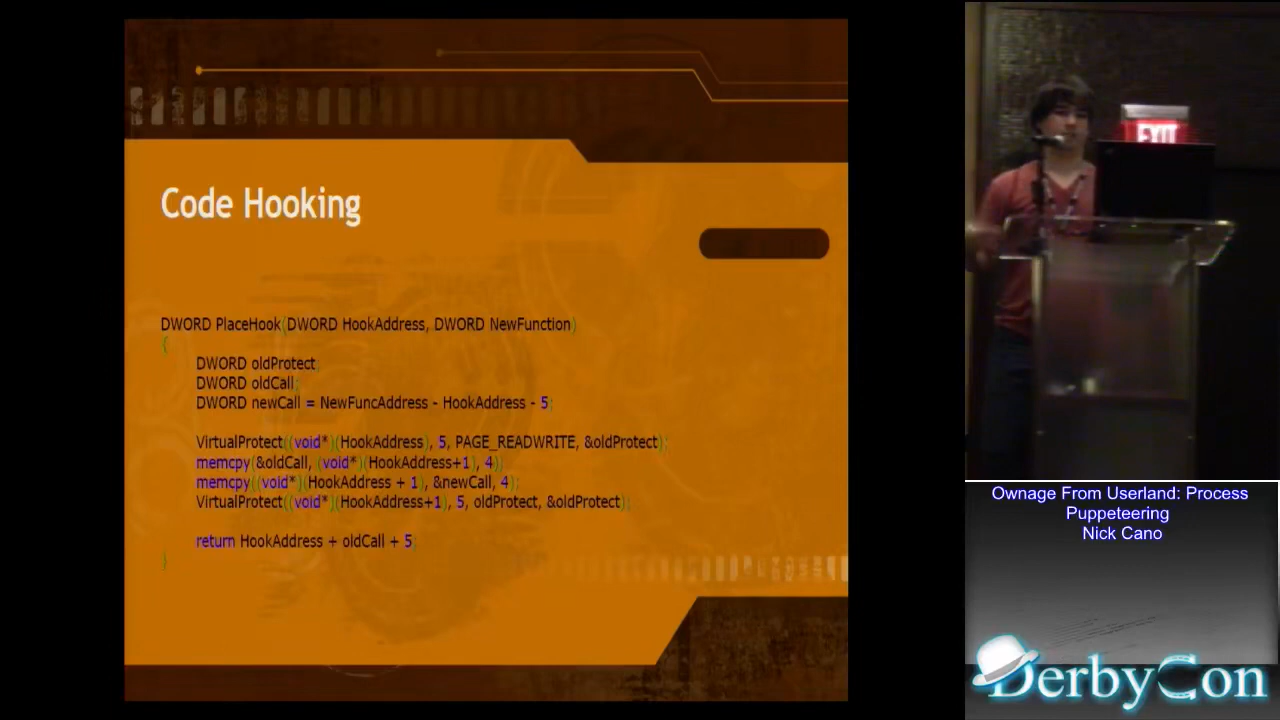 Code Hooking
DWORD PlaceHook(DWORD HookAddress, DWORD NewFunction)
{
DWORD oldProtect;
DWORD oldCall;
DWORD newCall = NewFuncAddress - HookAddress - 5;
VirtualProtect((void*)(HookAddress), 5, PAGE_READWRITE, &oldProtect);
memcpy(&oldCall, (void*)(HookAddress+1), 4);
memcpy((void*)(HookAddress + 1), &newCall, 4);
VirtualProtect((void*)(HookAddress+1), 5, oldProtect, &oldProtect);
return HookAddress + oldCall + 5;
}
EXIT
Ownage From Userland: Process
Puppeteering
Nick Cano
DerbyCon